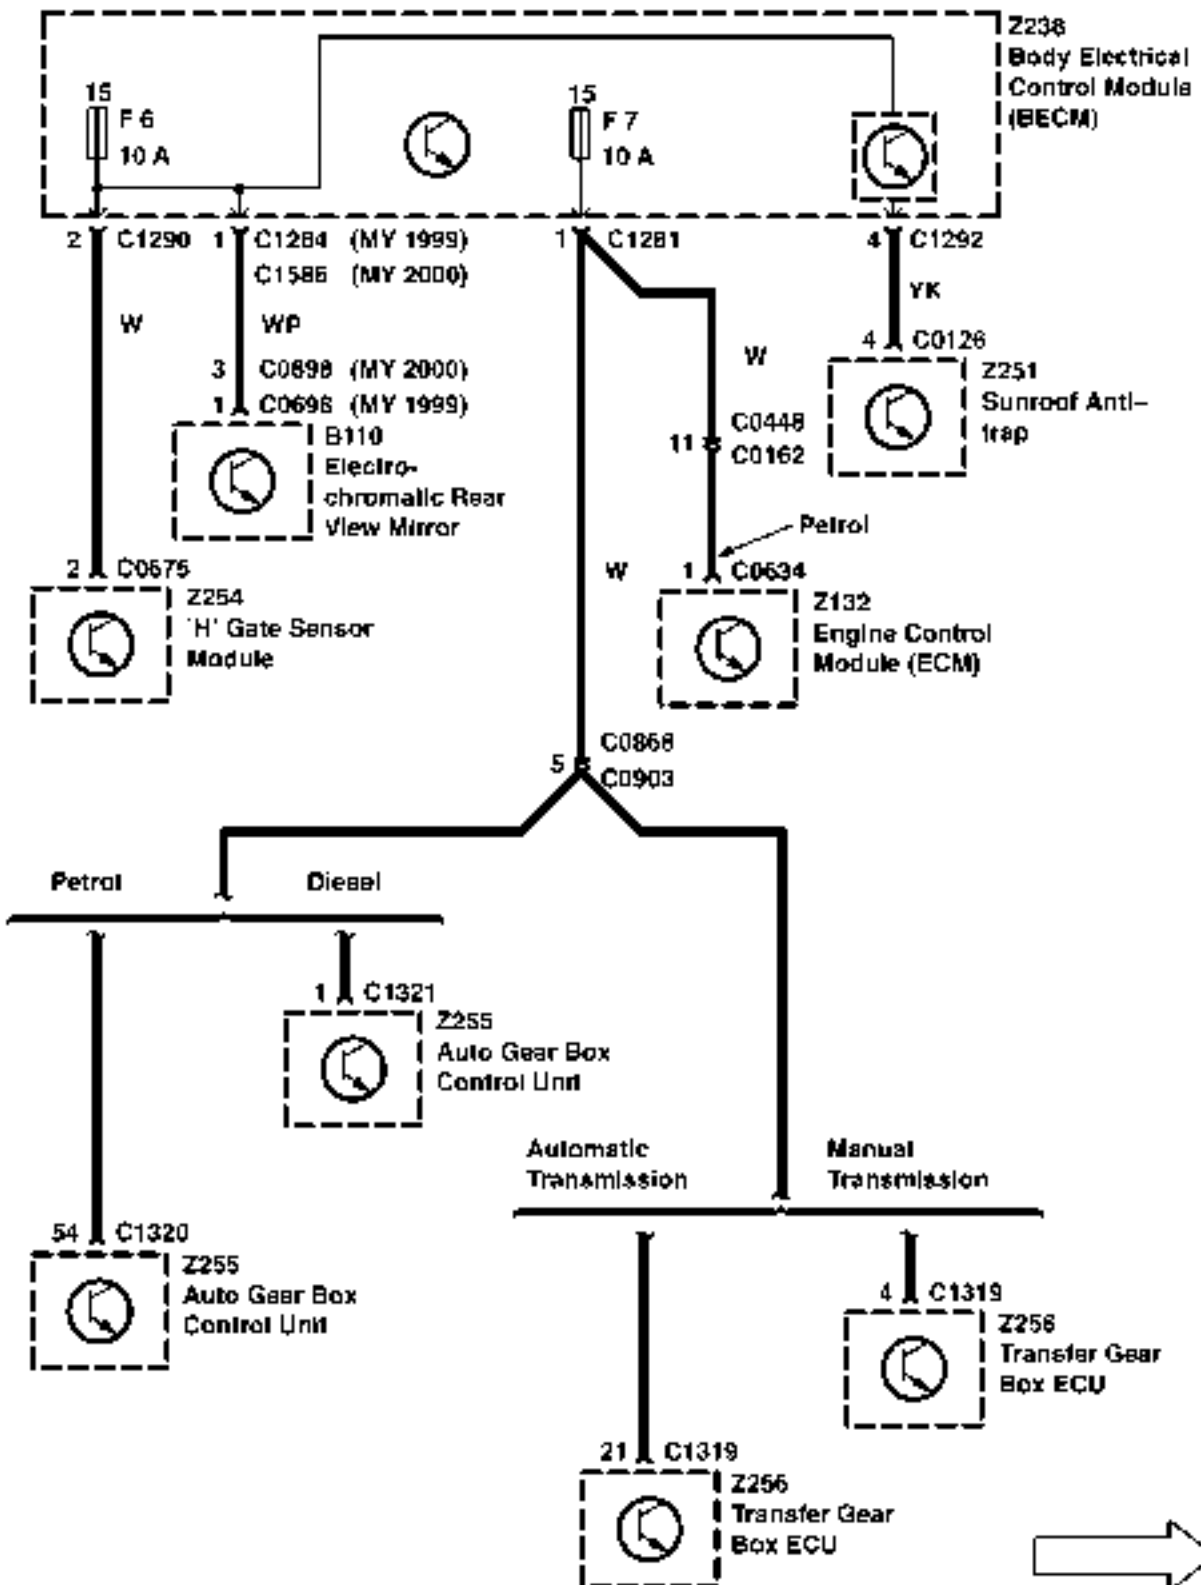 Z238
Body Electrical
Control Module
(BECM)
15
F 6
10 A
15
F 7
10 A
2 C1290
1 C1284 (MY 1999)
C1586 (MY 2000)
1 C1281
4 C1292
W
WP
YK
3 C0698 (MY 2000)
1 C0698 (MY 1999)
W
4 C0126
Z251
Sunroof Anti–
trap
B110
Electro-
chromatic Rear
View Mirror
11 C0448
C0162
Petrol
2 C0675
W
1 C0634
Z254
'H' Gate Sensor
Module
Z132
Engine Control
Module (ECM)
5 C0868
C0903
Petrol
Diesel
1 C1321
Z255
Auto Gear Box
Control Unit
Automatic
Transmission
Manual
Transmission
54 C1320
Z255
Auto Gear Box
Control Unit
4 C1319
Z256
Transfer Gear
Box ECU
21 C1319
Z256
Transfer Gear
Box ECU